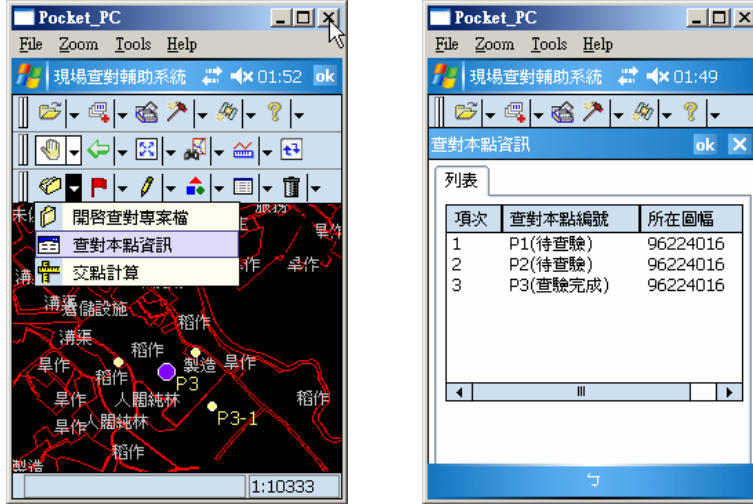 Pocket_PC
File Zoom Tools Help
現場查對輔助系統 01:52 ok
開啓查對專案檔
查對本點資訊
交點計算
旱作
溝渠
倉儲設施
稻作
溝渠
稻作
製造 旱作
旱作
稻作
P3
旱作 人闊純林
稻作
P3-1
旱作 人闊純林
稻作
製造
1:10333
Pocket_PC
File Zoom Tools Help
現場查對輔助系統 01:49
查對本點資訊 ok
列表
項次 查對本點編號 所在圖幅
1 P1(待查驗) 96224016
2 P2(待查驗) 96224016
3 P3(查驗完成) 96224016
ㄅ